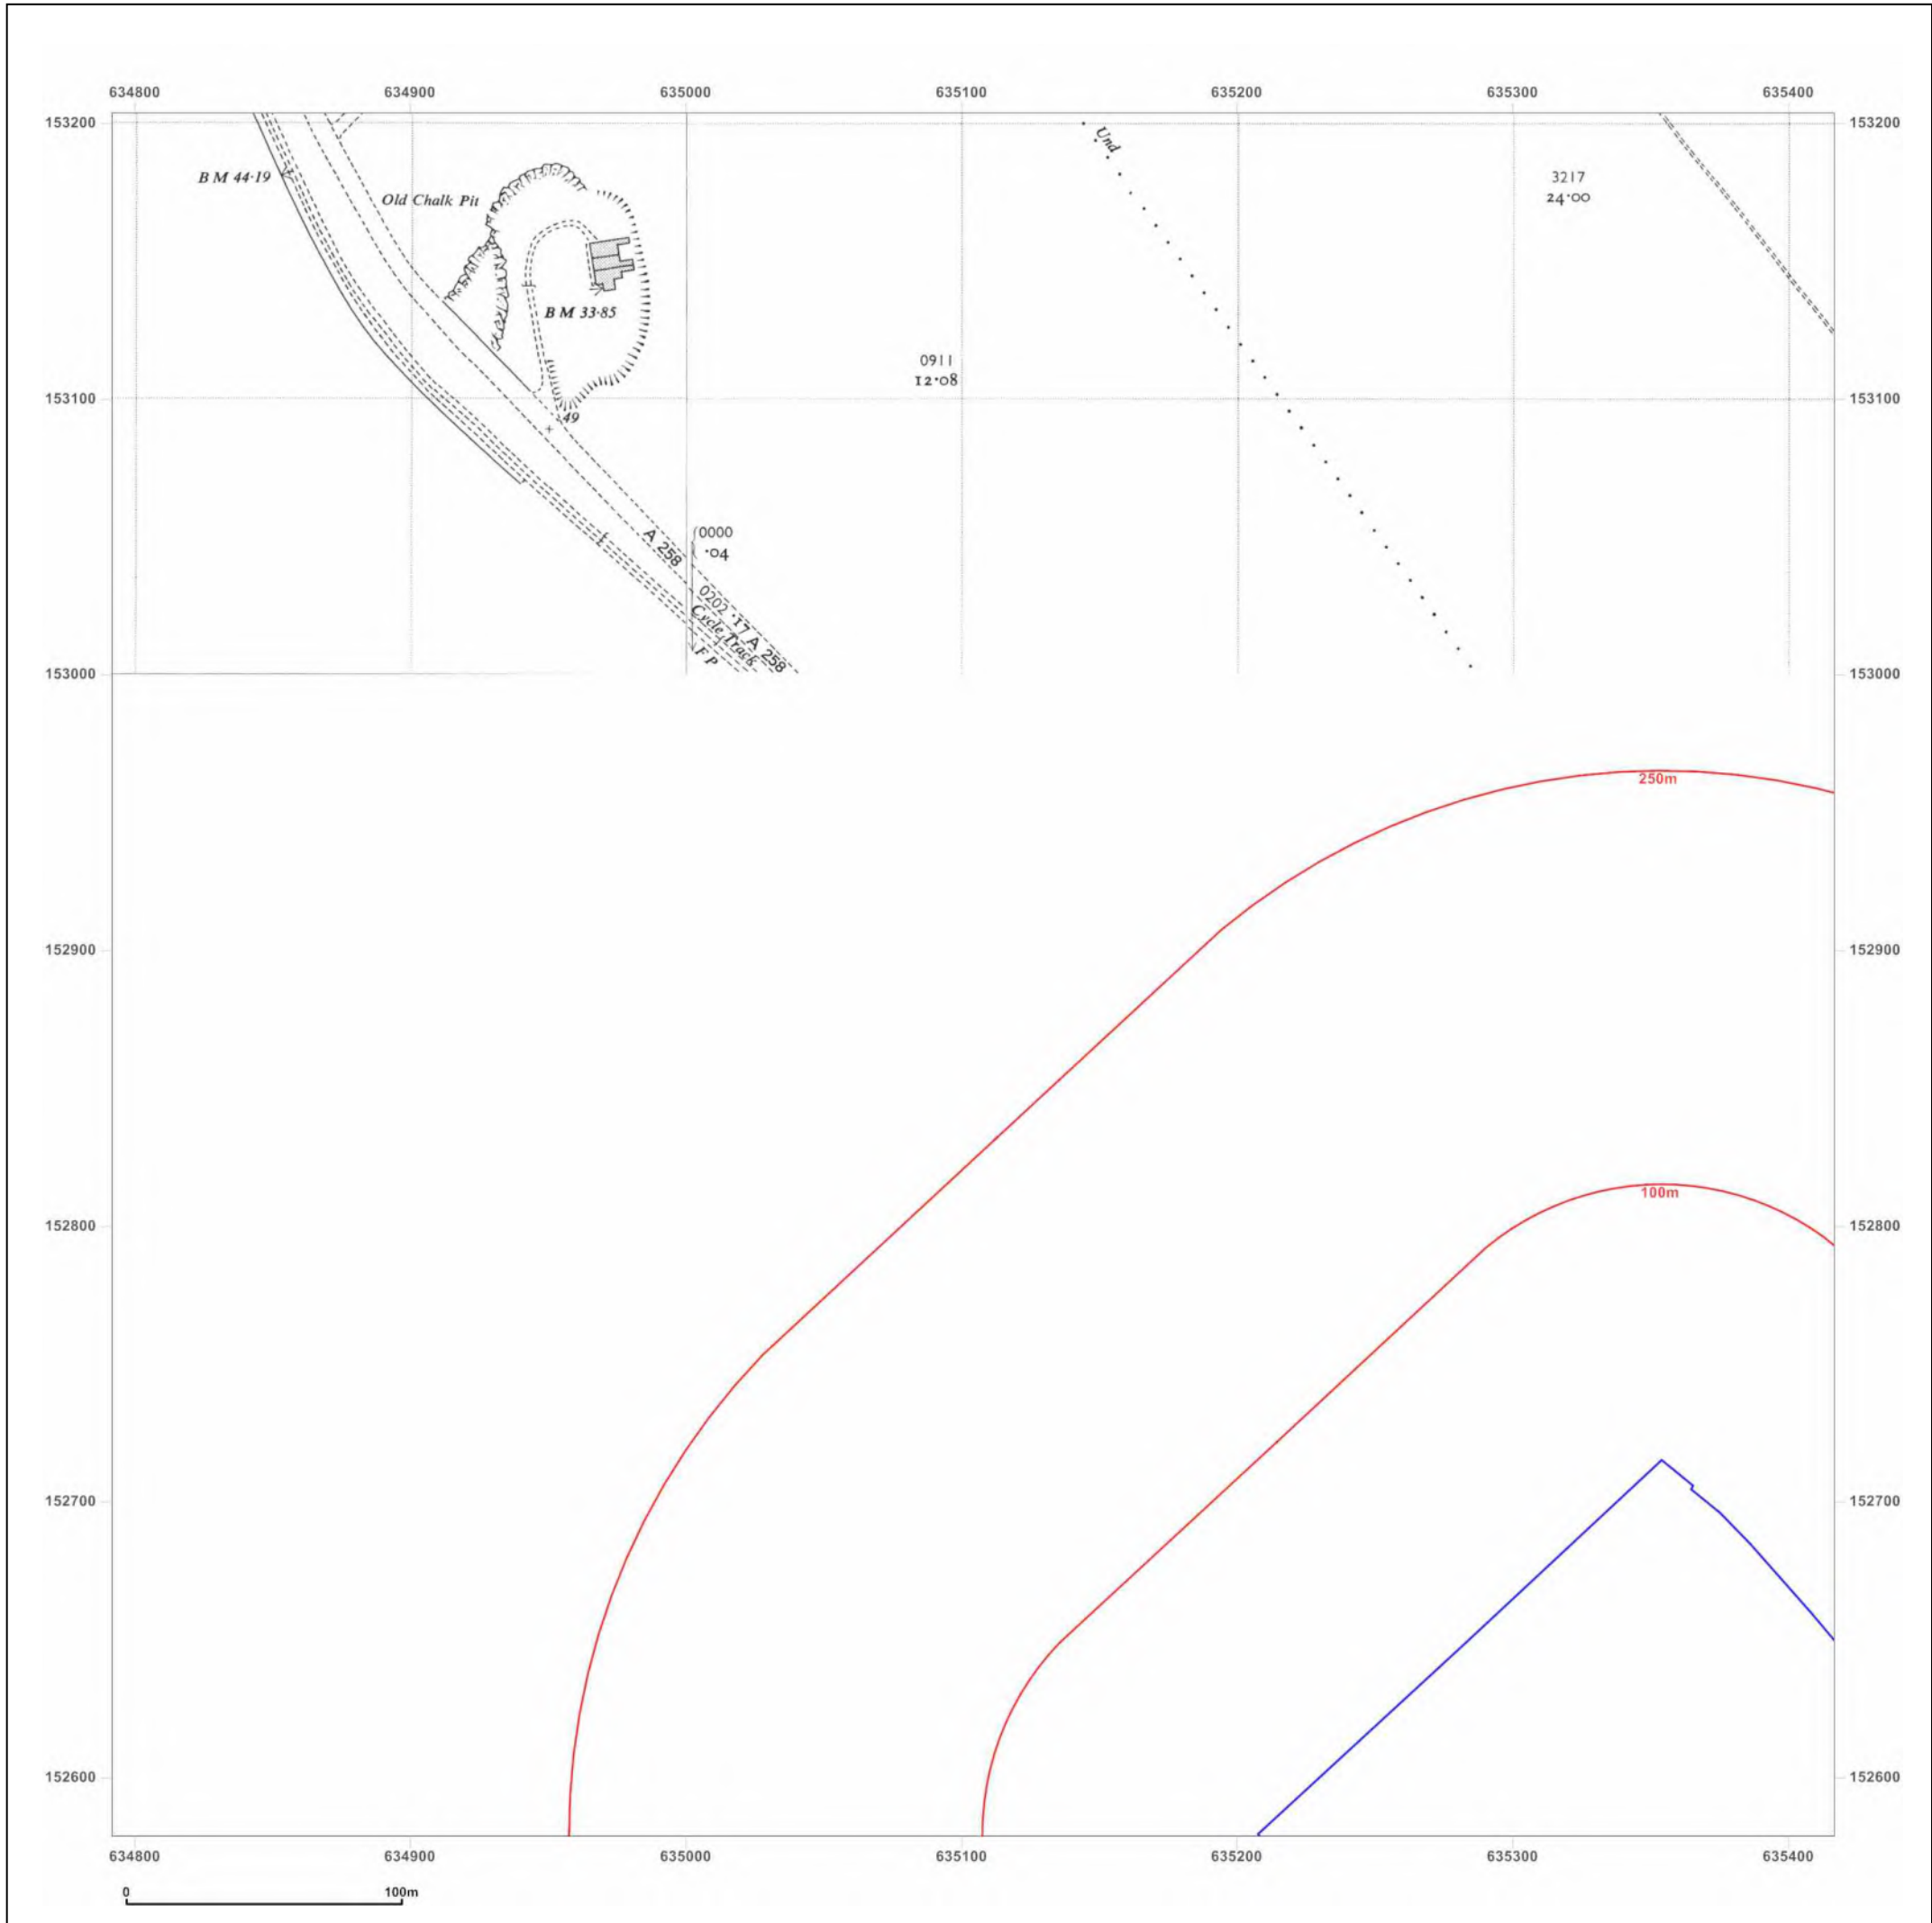 634800 634900 635000 635100 635200 635300 635400
153200 153200
Und
B M 44·19
3217
24·00
Old Chalk Pit
B M 33·85
0911
12·08
153100 153100
49
A 258
0000
·04
0202 ·17 A 258
Cycle Track
F P
153000 153000
250m
152900 152900
152800 152800
100m
152700 152700
152600 152600
634800 634900 635000 635100 635200 635300 635400
0 100m